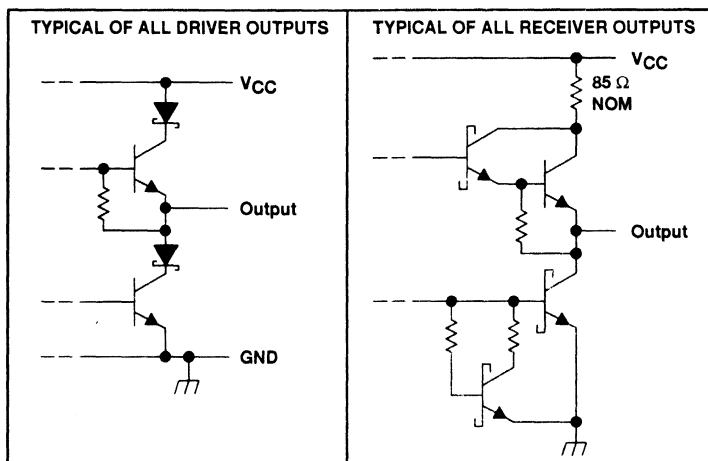 TYPICAL OF ALL DRIVER OUTPUTS
VCC
Output
GND
TYPICAL OF ALL RECEIVER OUTPUTS
VCC
85 Ω
NOM
Output